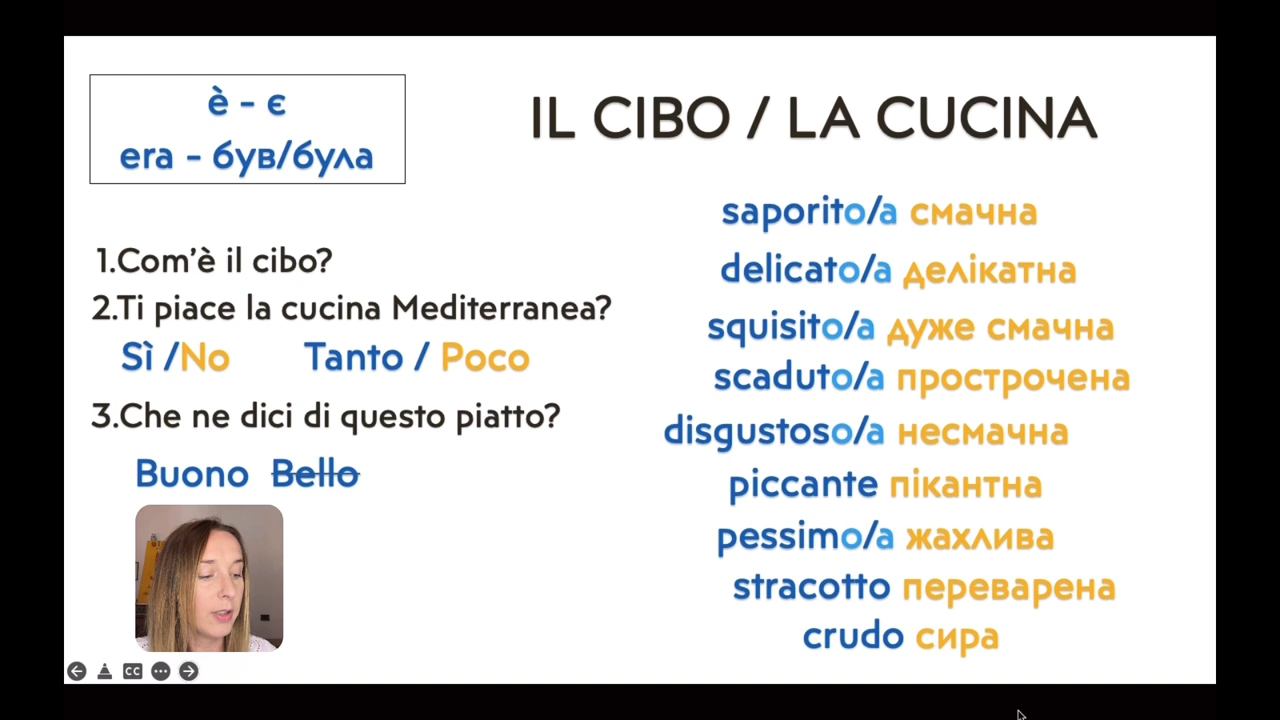 è - є
era - був/була
IL CIBO / LA CUCINA
1.Com'è il cibo?
2.Ti piace la cucina Mediterranea?
Sì /No Tanto / Poco
3.Che ne dici di questo piatto?
Buono Bello
saporito/a смачна
delicato/a делікатна
squisito/a дуже смачна
scaduto/a прострочена
disgustoso/a несмачна
piccante пікантна
pessimo/a жахлива
stracotto переварена
crudo сира
CC